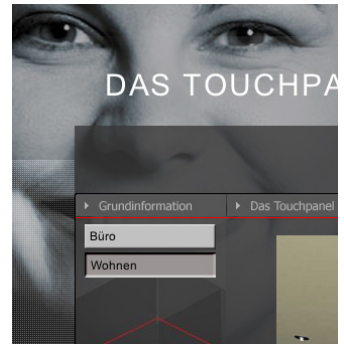 DAS TOUCHPA
Grundinformation
Das Touchpanel
Büro
Wohnen